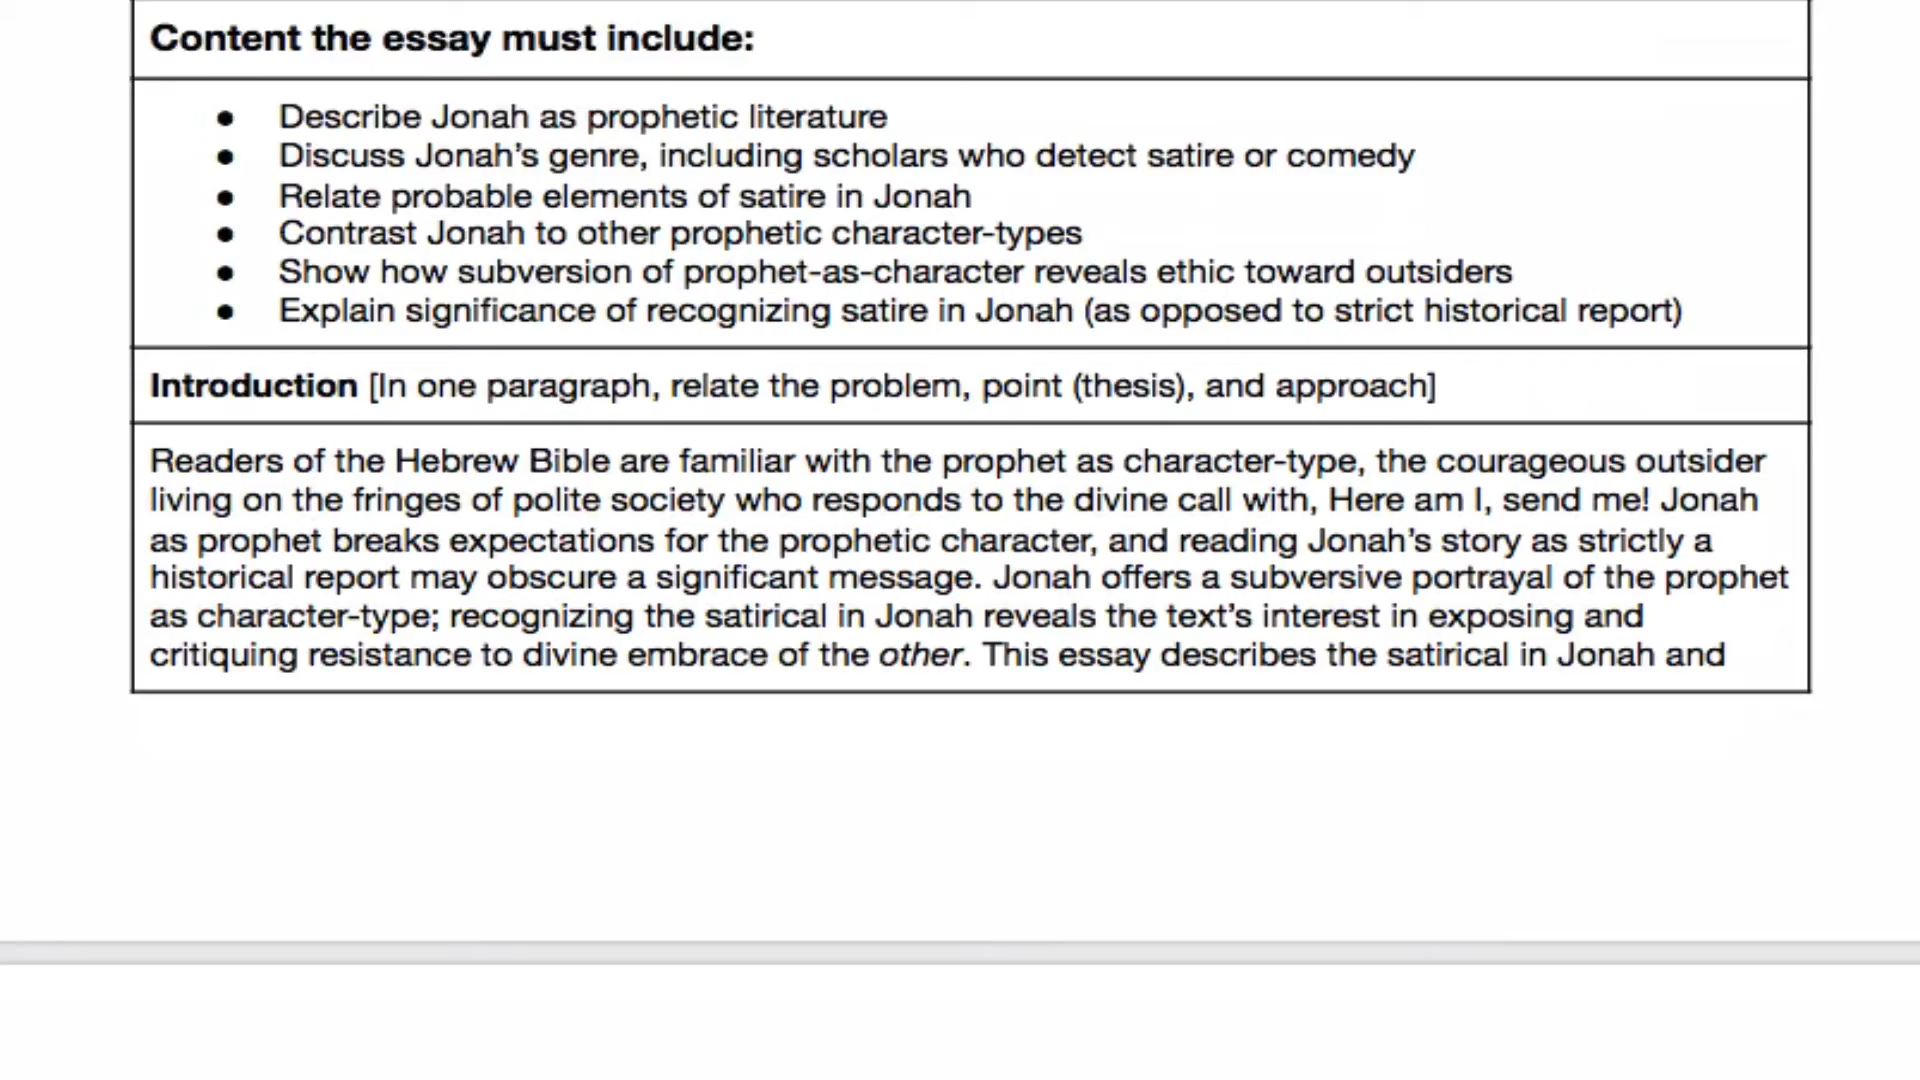 Content the essay must include:
● Describe Jonah as prophetic literature
● Discuss Jonah’s genre, including scholars who detect satire or comedy
● Relate probable elements of satire in Jonah
● Contrast Jonah to other prophetic character-types
● Show how subversion of prophet-as-character reveals ethic toward outsiders
● Explain significance of recognizing satire in Jonah (as opposed to strict historical report)
Introduction [In one paragraph, relate the problem, point (thesis), and approach]
Readers of the Hebrew Bible are familiar with the prophet as character-type, the courageous outsider
living on the fringes of polite society who responds to the divine call with, Here am I, send me! Jonah
as prophet breaks expectations for the prophetic character, and reading Jonah’s story as strictly a
historical report may obscure a significant message. Jonah offers a subversive portrayal of the prophet
as character-type; recognizing the satirical in Jonah reveals the text’s interest in exposing and
critiquing resistance to divine embrace of the other. This essay describes the satirical in Jonah and